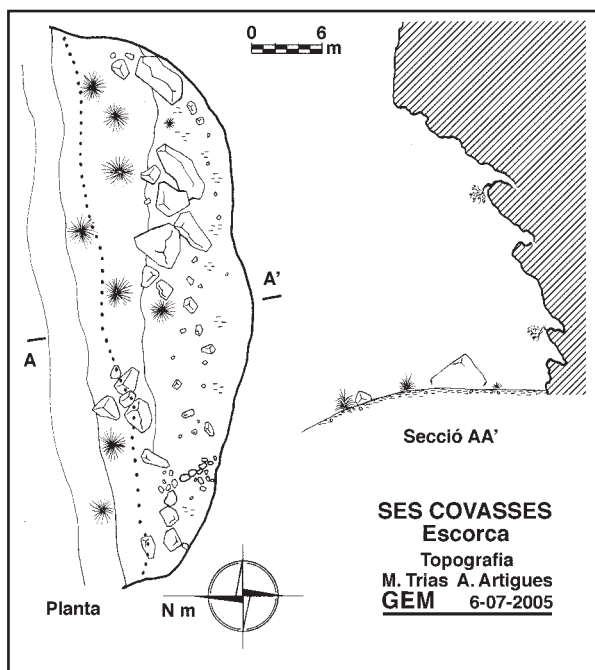 0 6
m
A'
A
Secció AA'
SES COVASSES
Escorca
Topografia
M. Trias A. Artigues
GEM 6-07-2005
Planta
N m